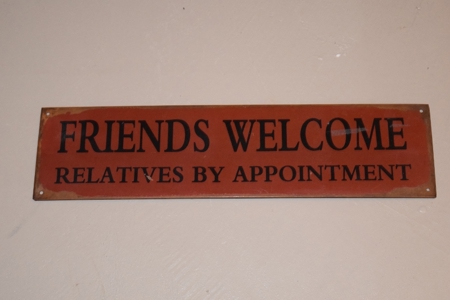 FRIENDS WELCOME
RELATIVES BY APPOINTMENT